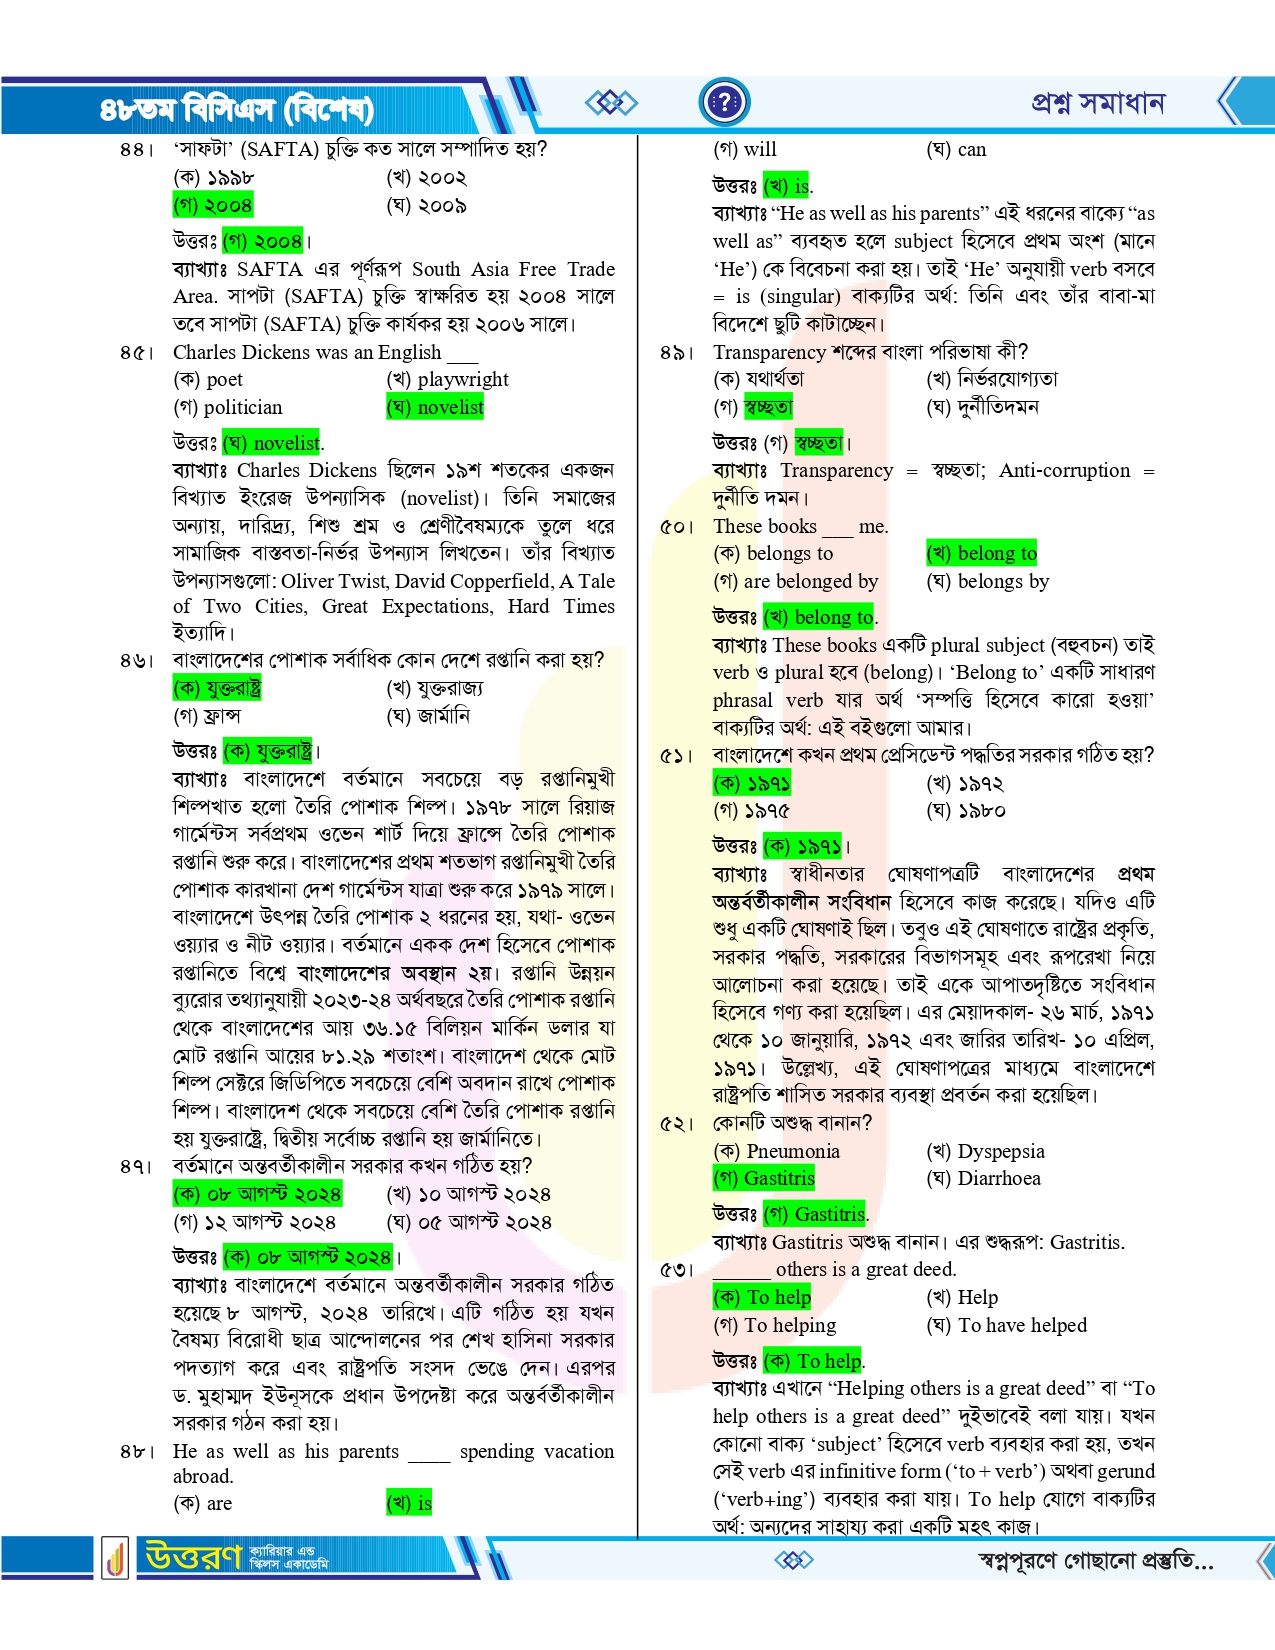 ৪৮তম বিসিএস (বিশেষ)
?
প্রশ্ন সমাধান
৪৪। ‘সাফটা’ (SAFTA) চুক্তি কত সালে সম্পাদিত হয়?
(ক) ১৯৯৮ (খ) ২০০২
(গ) ২০০৪ (ঘ) ২০০৯
উত্তরঃ (গ) ২০০৪।
ব্যাখ্যাঃ SAFTA এর পূর্ণরূপ South Asia Free Trade
Area. সাপটা (SAFTA) চুক্তি স্বাক্ষরিত হয় ২০০৪ সালে
তবে সাপটা (SAFTA) চুক্তি কার্যকর হয় ২০০৬ সালে।
৪৫। Charles Dickens was an English ___
(ক) poet (খ) playwright
(গ) politician (ঘ) novelist
উত্তরঃ (ঘ) novelist.
ব্যাখ্যাঃ Charles Dickens ছিলেন ১৯শ শতকের একজন
বিখ্যাত ইংরেজ উপন্যাসিক (novelist)। তিনি সমাজের
অন্যায়, দারিদ্র্য, শিশু শ্রম ও শ্রেণীবৈষম্যকে তুলে ধরে
সামাজিক বাস্তবতা-নির্ভর উপন্যাস লিখতেন। তাঁর বিখ্যাত
উপন্যাসগুলো: Oliver Twist, David Copperfield, A Tale
of Two Cities, Great Expectations, Hard Times
ইত্যাদি।
৪৬। বাংলাদেশের পোশাক সর্বাধিক কোন দেশে রপ্তানি করা হয়?
(ক) যুক্তরাষ্ট্র (খ) যুক্তরাজ্য
(গ) ফ্রান্স (ঘ) জার্মানি
উত্তরঃ (ক) যুক্তরাষ্ট্র।
ব্যাখ্যাঃ বাংলাদেশে বর্তমানে সবচেয়ে বড় রপ্তানিমুখী
শিল্পখাত হলো তৈরি পোশাক শিল্প। ১৯৭৮ সালে রিয়াজ
গার্মেন্টস সর্বপ্রথম ওভেন শার্ট দিয়ে ফ্রান্সে তৈরি পোশাক
রপ্তানি শুরু করে। বাংলাদেশের প্রথম শতভাগ রপ্তানিমুখী তৈরি
পোশাক কারখানা দেশ গার্মেন্টস যাত্রা শুরু করে ১৯৭৯ সালে।
বাংলাদেশে উৎপন্ন তৈরি পোশাক ২ ধরনের হয়, যথা- ওভেন
ওয়্যার ও নীট ওয়্যার। বর্তমানে একক দেশ হিসেবে পোশাক
রপ্তানিতে বিশ্বে বাংলাদেশের অবস্থান ২য়। রপ্তানি উন্নয়ন
ব্যুরোর তথ্যানুযায়ী ২০২৩-২৪ অর্থবছরে তৈরি পোশাক রপ্তানি
থেকে বাংলাদেশের আয় ৩৬.১৫ বিলিয়ন মার্কিন ডলার যা
মোট রপ্তানি আয়ের ৮১.২৯ শতাংশ। বাংলাদেশ থেকে মোট
শিল্প সেক্টরে জিডিপিতে সবচেয়ে বেশি অবদান রাখে পোশাক
শিল্প। বাংলাদেশ থেকে সবচেয়ে বেশি তৈরি পোশাক রপ্তানি
হয় যুক্তরাষ্ট্রে, দ্বিতীয় সর্বোচ্চ রপ্তানি হয় জার্মানিতে।
৪৭। বর্তমানে অন্তবর্তীকালীন সরকার কখন গঠিত হয়?
(ক) ০৮ আগস্ট ২০২৪ (খ) ১০ আগস্ট ২০২৪
(গ) ১২ আগস্ট ২০২৪ (ঘ) ০৫ আগস্ট ২০২৪
উত্তরঃ (ক) ০৮ আগস্ট ২০২৪।
ব্যাখ্যাঃ বাংলাদেশে বর্তমানে অন্তবর্তীকালীন সরকার গঠিত
হয়েছে ৮ আগস্ট, ২০২৪ তারিখে। এটি গঠিত হয় যখন
বৈষম্য বিরোধী ছাত্র আন্দোলনের পর শেখ হাসিনা সরকার
পদত্যাগ করে এবং রাষ্ট্রপতি সংসদ ভেঙে দেন। এরপর
ড. মুহাম্মদ ইউনূসকে প্রধান উপদেষ্টা করে অন্তবর্তীকালীন
সরকার গঠন করা হয়।
৪৮। He as well as his parents ____ spending vacation
abroad.
(ক) are (খ) is
(গ) will (ঘ) can
উত্তরঃ (খ) is.
ব্যাখ্যাঃ “He as well as his parents” এই ধরনের বাক্যে “as
well as” ব্যবহৃত হলে subject হিসেবে প্রথম অংশ (মানে
‘He’) কে বিবেচনা করা হয়। তাই ‘He’ অনুযায়ী verb বসবে
= is (singular) বাক্যটির অর্থ: তিনি এবং তাঁর বাবা-মা
বিদেশে ছুটি কাটাচ্ছেন।
৪৯। Transparency শব্দের বাংলা পরিভাষা কী?
(ক) যথার্থতা (খ) নির্ভরযোগ্যতা
(গ) স্বচ্ছতা (ঘ) দুর্নীতিদমন
উত্তরঃ (গ) স্বচ্ছতা।
ব্যাখ্যাঃ Transparency = স্বচ্ছতা; Anti-corruption =
দুর্নীতি দমন।
৫০। These books ___ me.
(ক) belongs to (খ) belong to
(গ) are belonged by (ঘ) belongs by
উত্তরঃ (খ) belong to.
ব্যাখ্যাঃ These books একটি plural subject (বহুবচন) তাই
verb ও plural হবে (belong)। ‘Belong to’ একটি সাধারণ
phrasal verb যার অর্থ ‘সম্পত্তি হিসেবে কারো হওয়া’
বাক্যটির অর্থ: এই বইগুলো আমার।
৫১। বাংলাদেশে কখন প্রথম প্রেসিডেন্ট পদ্ধতির সরকার গঠিত হয়?
(ক) ১৯৭১ (খ) ১৯৭২
(গ) ১৯৭৫ (ঘ) ১৯৮০
উত্তরঃ (ক) ১৯৭১।
ব্যাখ্যাঃ স্বাধীনতার ঘোষণাপত্রটি বাংলাদেশের প্রথম
অন্তর্বর্তীকালীন সংবিধান হিসেবে কাজ করেছে। যদিও এটি
শুধু একটি ঘোষণাই ছিল। তবুও এই ঘোষণাতে রাষ্ট্রের প্রকৃতি,
সরকার পদ্ধতি, সরকারের বিভাগসমূহ এবং রূপরেখা নিয়ে
আলোচনা করা হয়েছে। তাই একে আপাতদৃষ্টিতে সংবিধান
হিসেবে গণ্য করা হয়েছিল। এর মেয়াদকাল- ২৬ মার্চ, ১৯৭১
থেকে ১০ জানুয়ারি, ১৯৭২ এবং জারির তারিখ- ১০ এপ্রিল,
১৯৭১। উল্লেখ্য, এই ঘোষণাপত্রের মাধ্যমে বাংলাদেশে
রাষ্ট্রপতি শাসিত সরকার ব্যবস্থা প্রবর্তন করা হয়েছিল।
৫২। কোনটি অশুদ্ধ বানান?
(ক) Pneumonia (খ) Dyspepsia
(গ) Gastitris (ঘ) Diarrhoea
উত্তরঃ (গ) Gastitris.
ব্যাখ্যাঃ Gastitris অশুদ্ধ বানান। এর শুদ্ধরূপ: Gastritis.
৫৩। ______ others is a great deed.
(ক) To help (খ) Help
(গ) To helping (ঘ) To have helped
উত্তরঃ (ক) To help.
ব্যাখ্যাঃ এখানে “Helping others is a great deed” বা “To
help others is a great deed” দুইভাবেই বলা যায়। যখন
কোনো বাক্য ‘subject’ হিসেবে verb ব্যবহার করা হয়, তখন
সেই verb এর infinitive form (‘to + verb’) অথবা gerund
(‘verb+ing’) ব্যবহার করা যায়। To help যোগে বাক্যটির
অর্থ: অন্যদের সাহায্য করা একটি মহৎ কাজ।
উত্তরণ ক্যারিয়ার এন্ড
স্কিলস একাডেমি
স্বপ্নপূরণে গোছানো প্রস্তুতি...